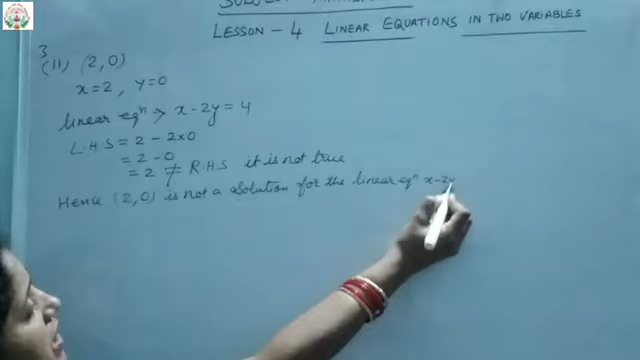 LESSON - 4 LINEAR EQUATIONS IN TWO VARIABLES
3
(ii) (2,0)
x=2, y=0
linear eqⁿ → x-2y=4
L.H.S = 2 - 2×0
= 2-0
= 2 ≠ R.H.S it is not true
Hence (2,0) is not a solution for the linear eqⁿ x-2y